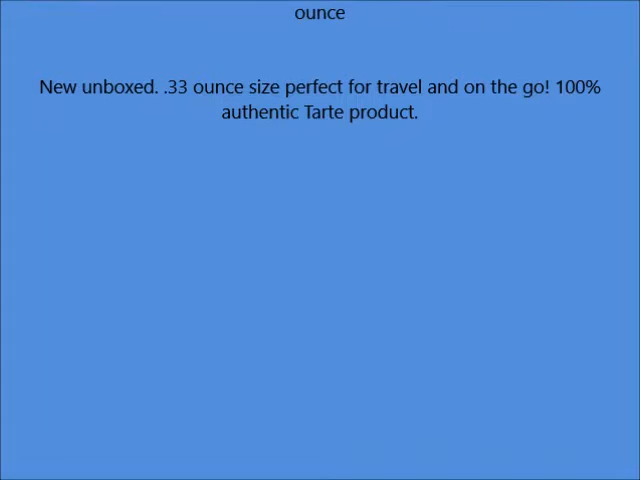 ounce
New unboxed. .33 ounce size perfect for travel and on the go! 100%
authentic Tarte product.